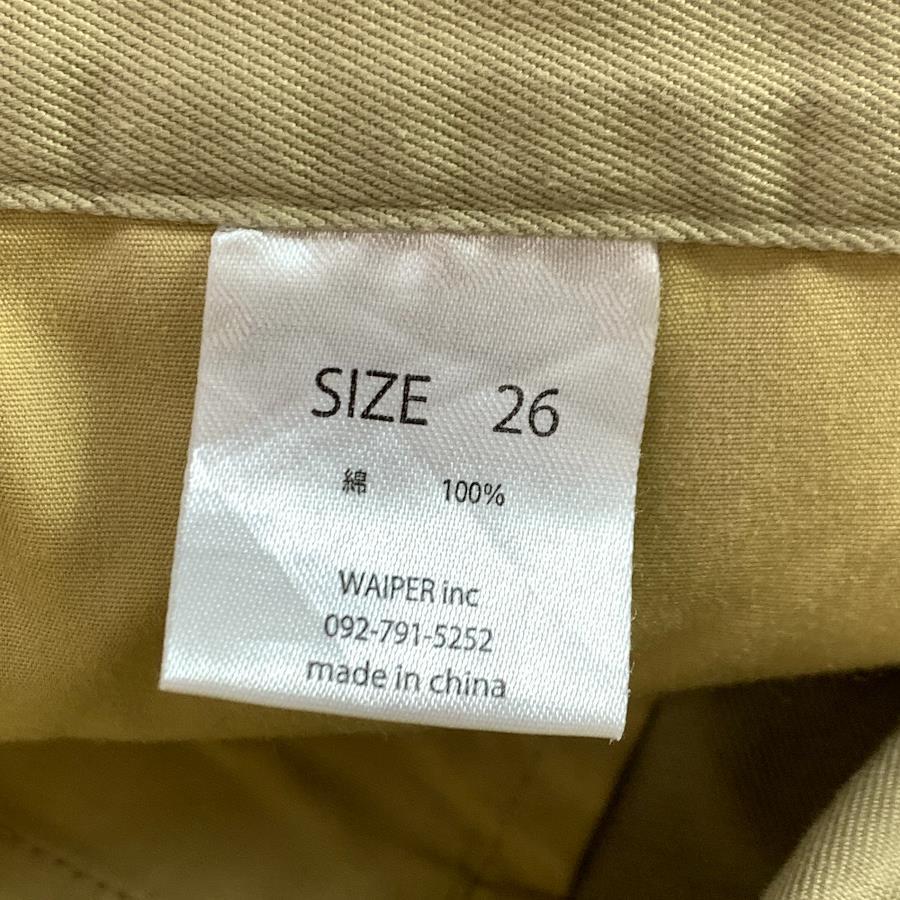 SIZE 26
綿 100%
WAIPER inc
092-791-5252
made in china